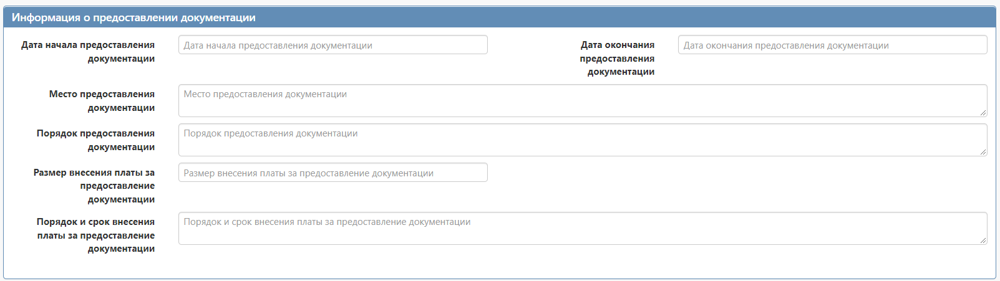 Информация о предоставлении документации
Дата начала предоставления
документации
Дата начала предоставления документации
Дата окончания
предоставления
документации
Дата окончания предоставления документации
Место предоставления
документации
Место предоставления документации
Порядок предоставления
документации
Порядок предоставления документации
Размер внесения платы за
предоставление
документации
Размер внесения платы за предоставление документации
Порядок и срок внесения
платы за предоставление
документации
Порядок и срок внесения платы за предоставление документации